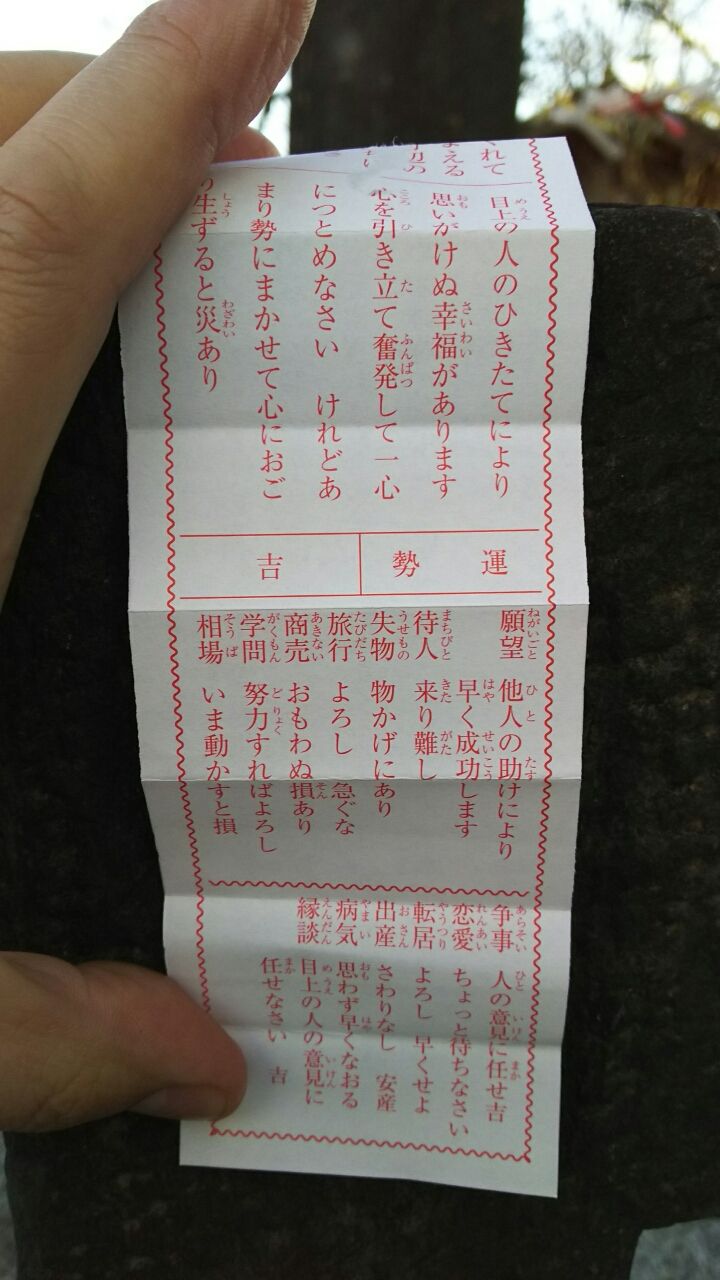 くれて
まえる
目上の人のひきたてにより
思いがけぬ幸福があります
心を引き立て奮発して一心
につとめなさい　けれどあ
まり勢にまかせて心におご
り生ずると災あり
運勢
吉
願望　他人の助けにより
早く成功します
待人　来り難し
失物　物かげにあり
旅行　よろし　急ぐな
商売　おもわぬ損あり
学問　努力すればよろし
相場　いま動かすと損
争事　人の意見に任せ吉
恋愛　ちょっと待ちなさい
転居　よろし　早くせよ
出産　さわりなし　安産
病気　思わず早くなおる
縁談　目上の人の意見に
任せなさい　吉